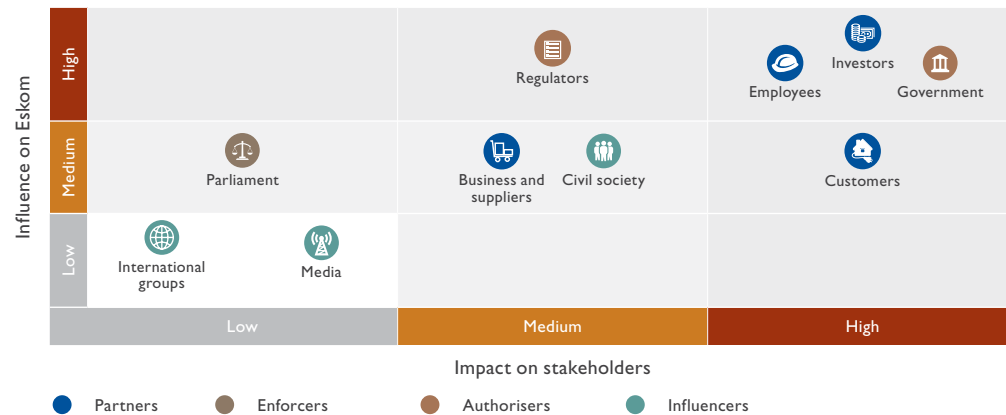 Influence on Eskom
High
Regulators
Employees
Investors
Government
Medium
Parliament
Business and
suppliers
Civil society
Customers
Low
International
groups
Media
Low
Medium
High
Impact on stakeholders
Partners
Enforcers
Authorisers
Influencers